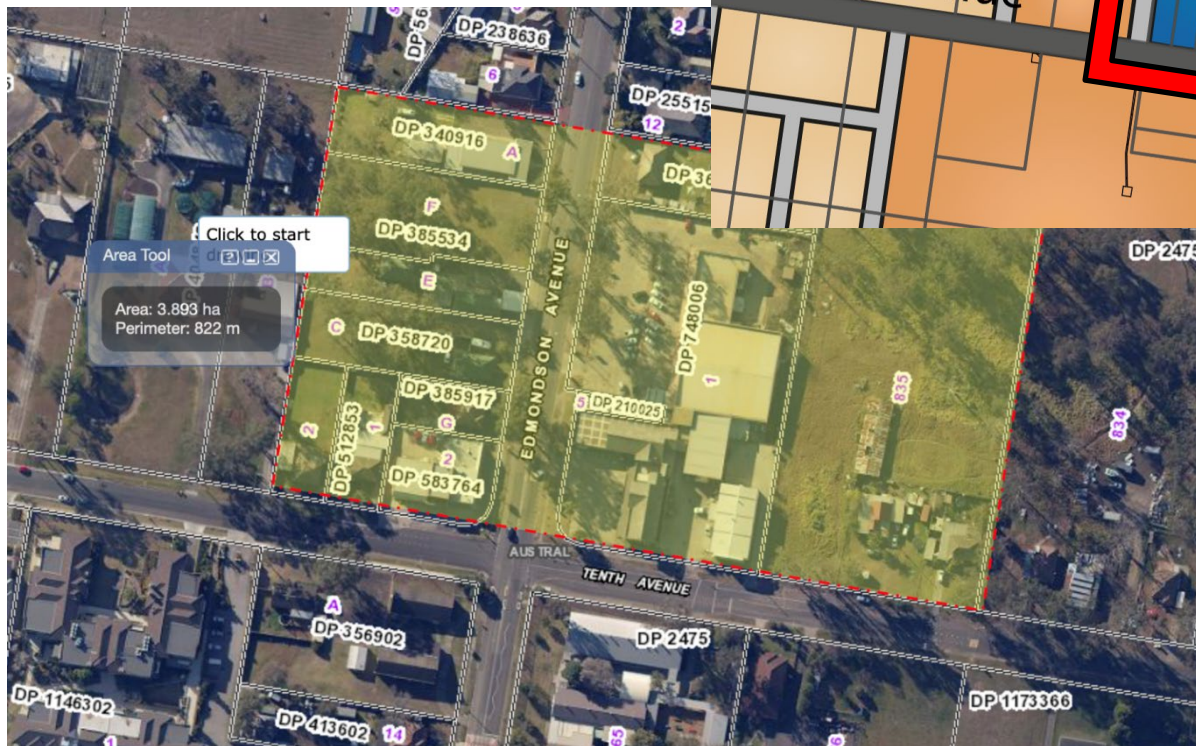 DP 238636
6
2
DP 25515
12
DP 340916
A
DP 36
F
DP 385534
Click to start
Area Tool
Area: 3.893 ha
Perimeter: 822 m
B
E
C
DP 358720
EDMONDSON AVENUE
DP 748006
1
DP 2475
835
834
DP 385917
5
DP 210025
2
DP 512853
1
G
2
DP 583764
AUSTRAL
TENTH AVENUE
A
DP 356902
DP 2475
DP 1146302
1
DP 413602
14
65
DP 1173366